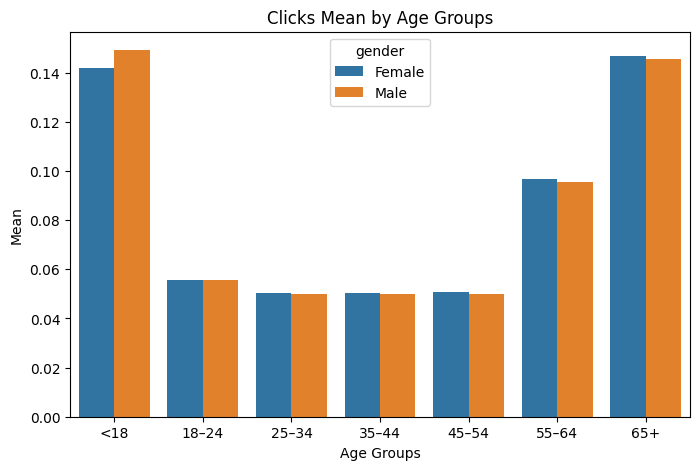 Clicks Mean by Age Groups
gender
Female
Male
0.14
0.12
0.10
0.08
0.06
0.04
0.02
0.00
Mean
<18 18–24 25–34 35–44 45–54 55–64 65+
Age Groups